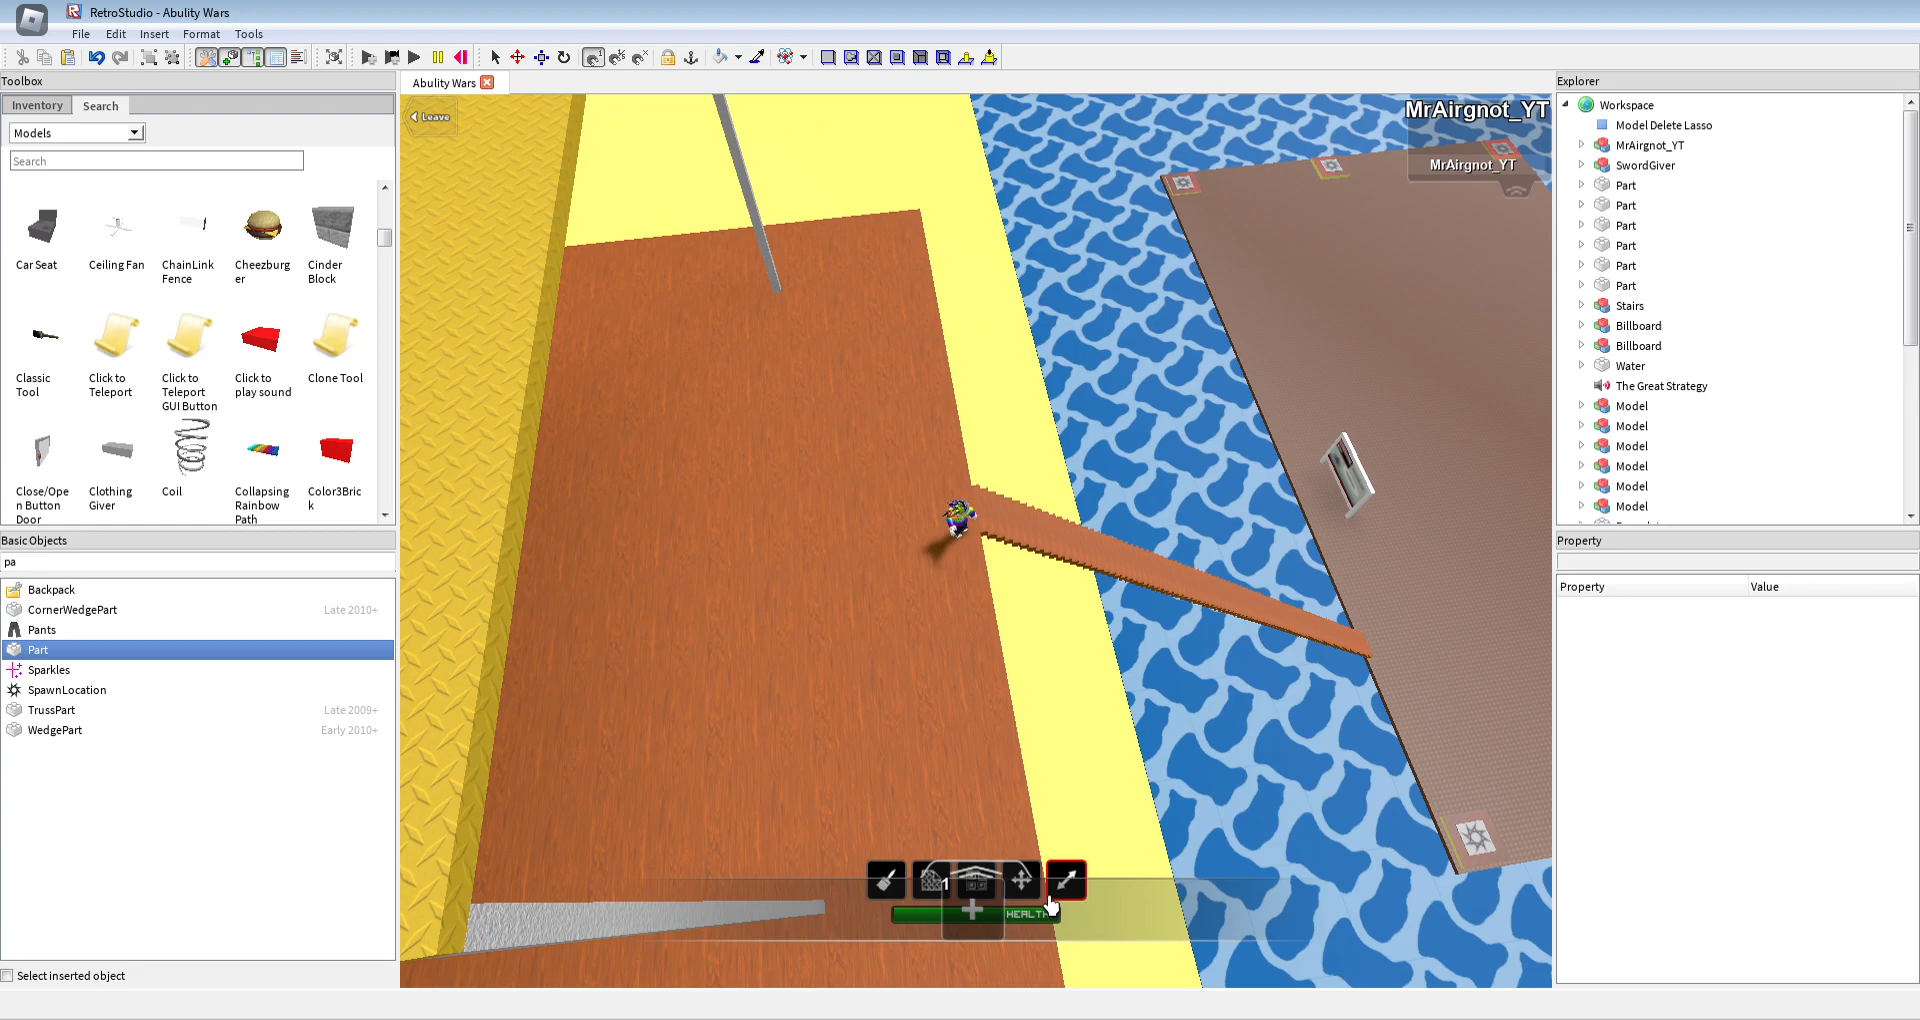 RetroStudio - Abulity Wars
File Edit Insert Format Tools
Toolbox
Inventory Search
Models
Search
Car Seat
Ceiling Fan
ChainLink
Fence
Cheezburg
er
Cinder
Block
Classic
Tool
Click to
Teleport
Click to
Teleport
GUI Button
Click to
play sound
Clone Tool
Close/Ope
n Button
Door
Clothing
Giver
Coil
Collapsing
Rainbow
Path
Color3Bric
k
Basic Objects
pa
Backpack
CornerWedgePart Late 2010+
Pants
Part
Sparkles
SpawnLocation
TrussPart Late 2009+
WedgePart Early 2010+
Select inserted object
Abulity Wars
Leave
MrAirgnot_YT
MrAirgnot_YT
1
HEALTH
Explorer
Workspace
Model Delete Lasso
MrAirgnot_YT
SwordGiver
Part
Part
Part
Part
Part
Part
Stairs
Billboard
Billboard
Water
The Great Strategy
Model
Model
Model
Model
Model
Model
Property
Property Value